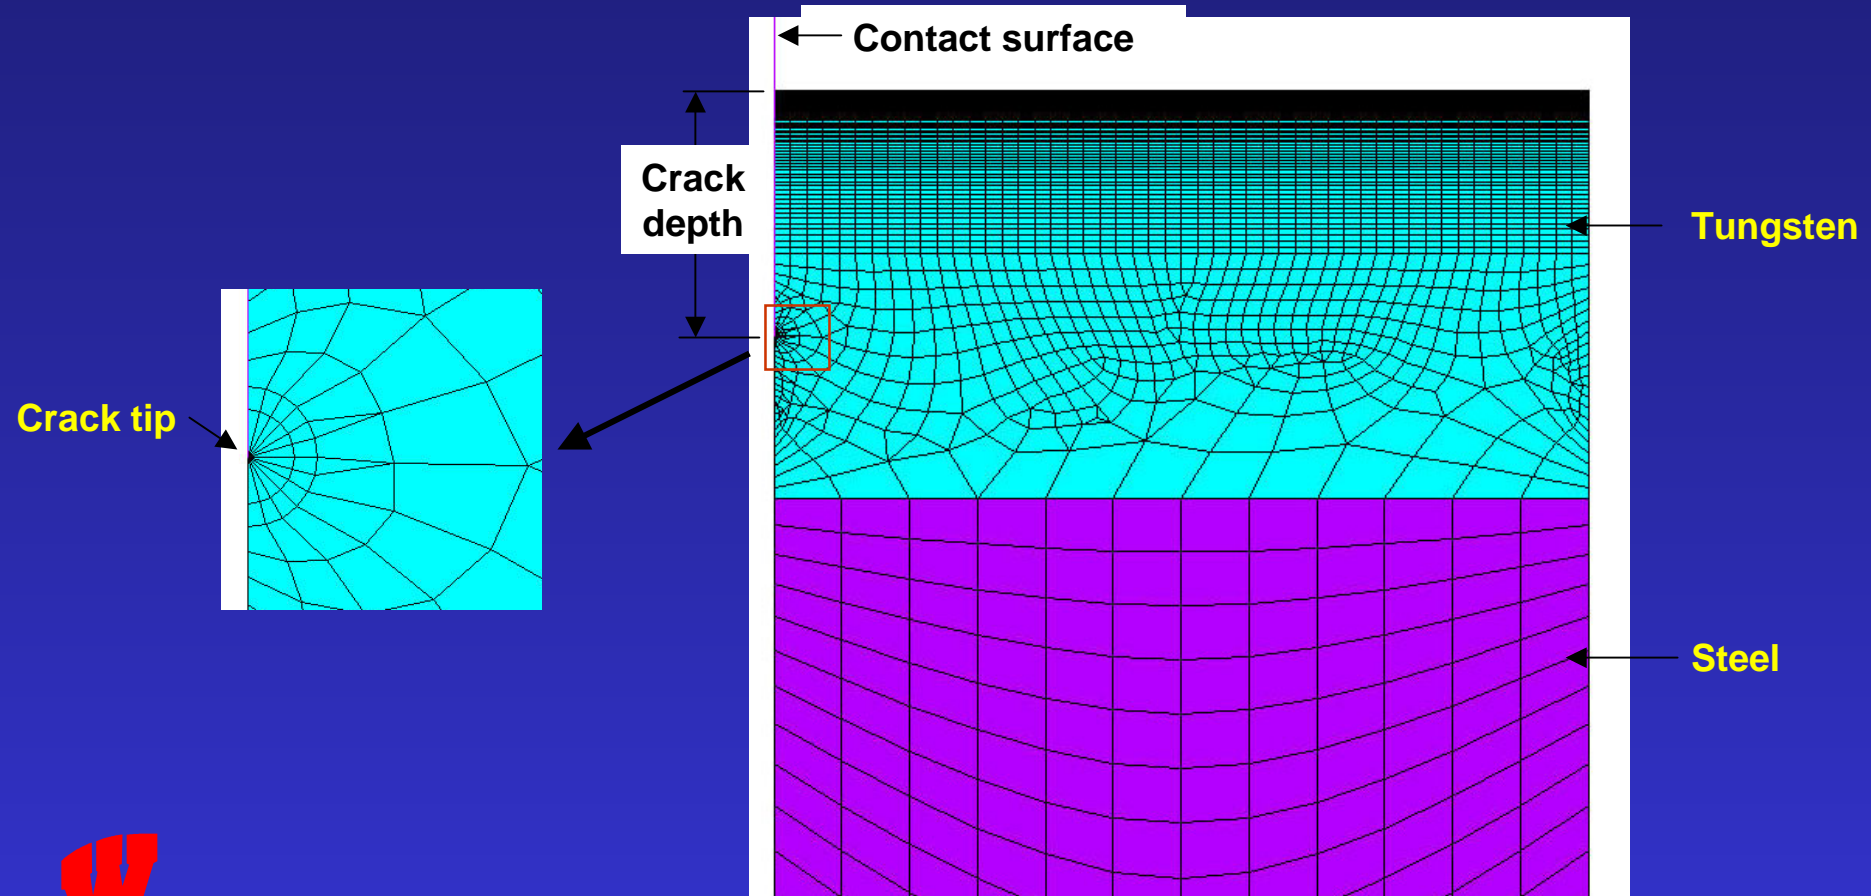 Contact surface
Crack
depth
Tungsten
Crack tip
Steel
W